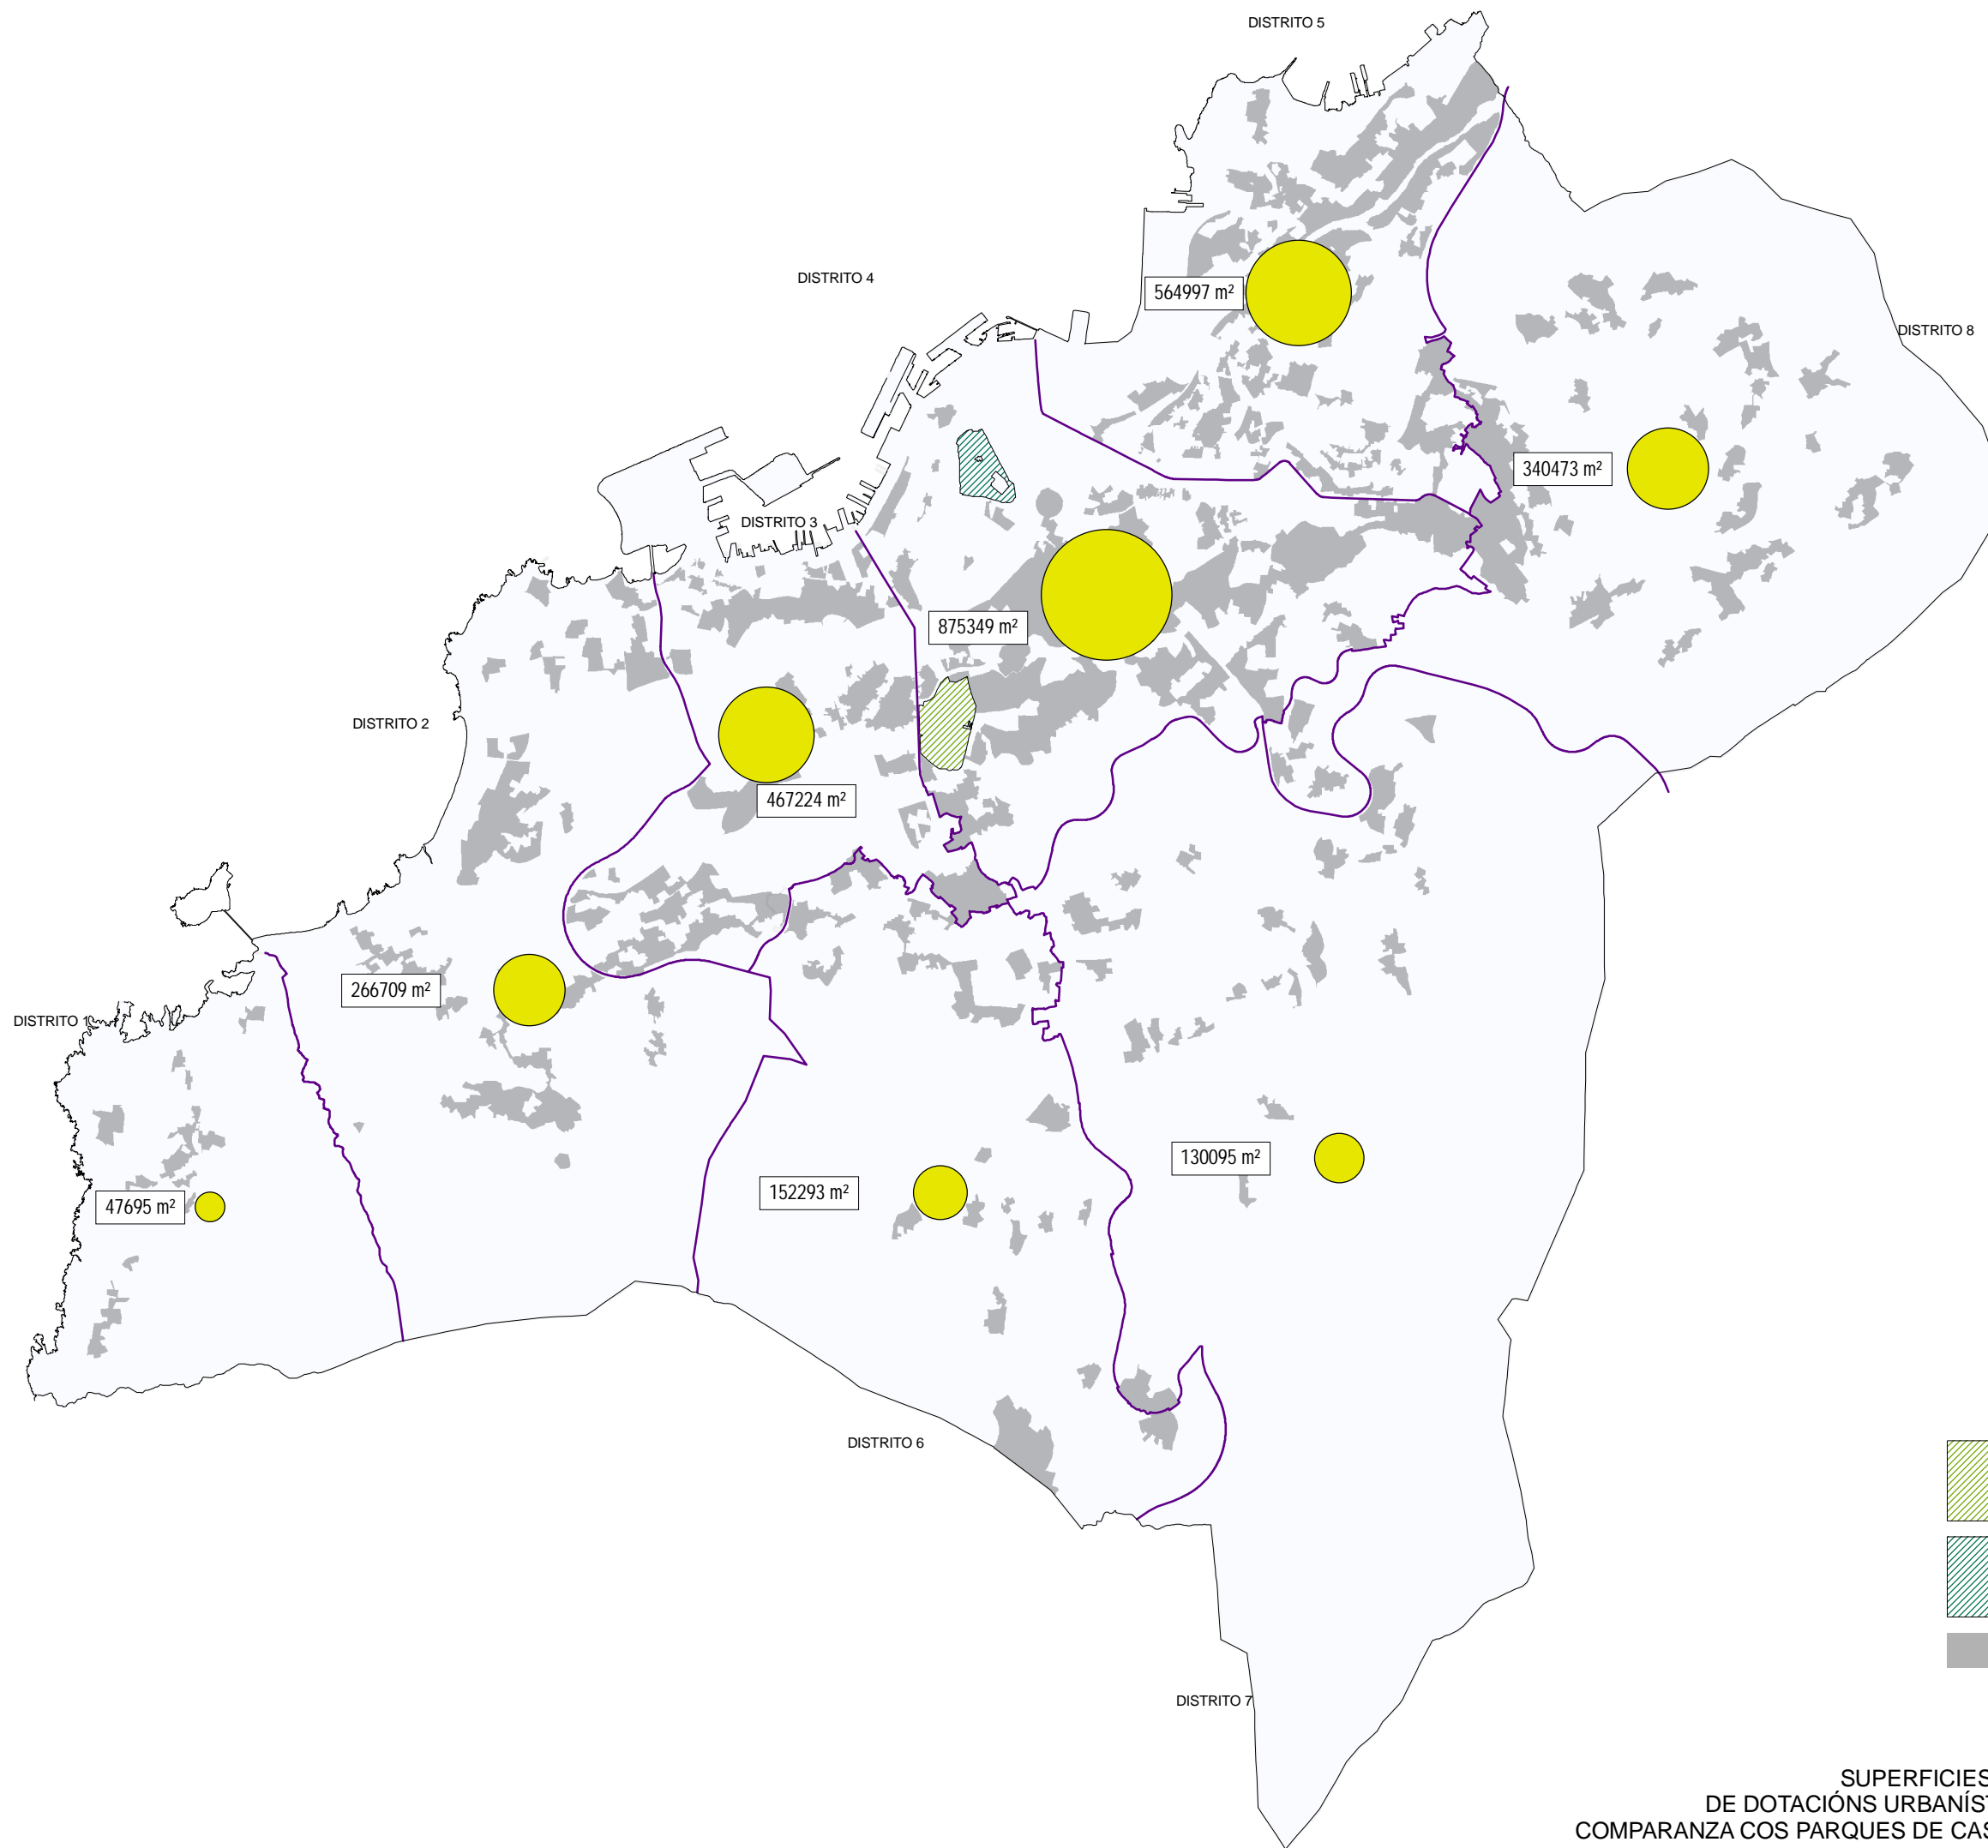 DISTRITO 5
DISTRITO 4
564997 m²
DISTRITO 8
340473 m²
DISTRITO 3
875349 m²
DISTRITO 2
467224 m²
266709 m²
DISTRITO 1
130095 m²
152293 m²
47695 m²
DISTRITO 6
DISTRITO 7
SUPERFICIES
DE DOTACIÓNS URBANÍST
COMPARANZA COS PARQUES DE CAS